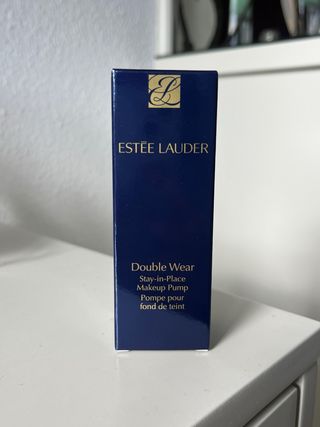 ESTĒE LAUDER
Double Wear
Stay-in-Place
Makeup Pump
Pompe pour
fond de teint